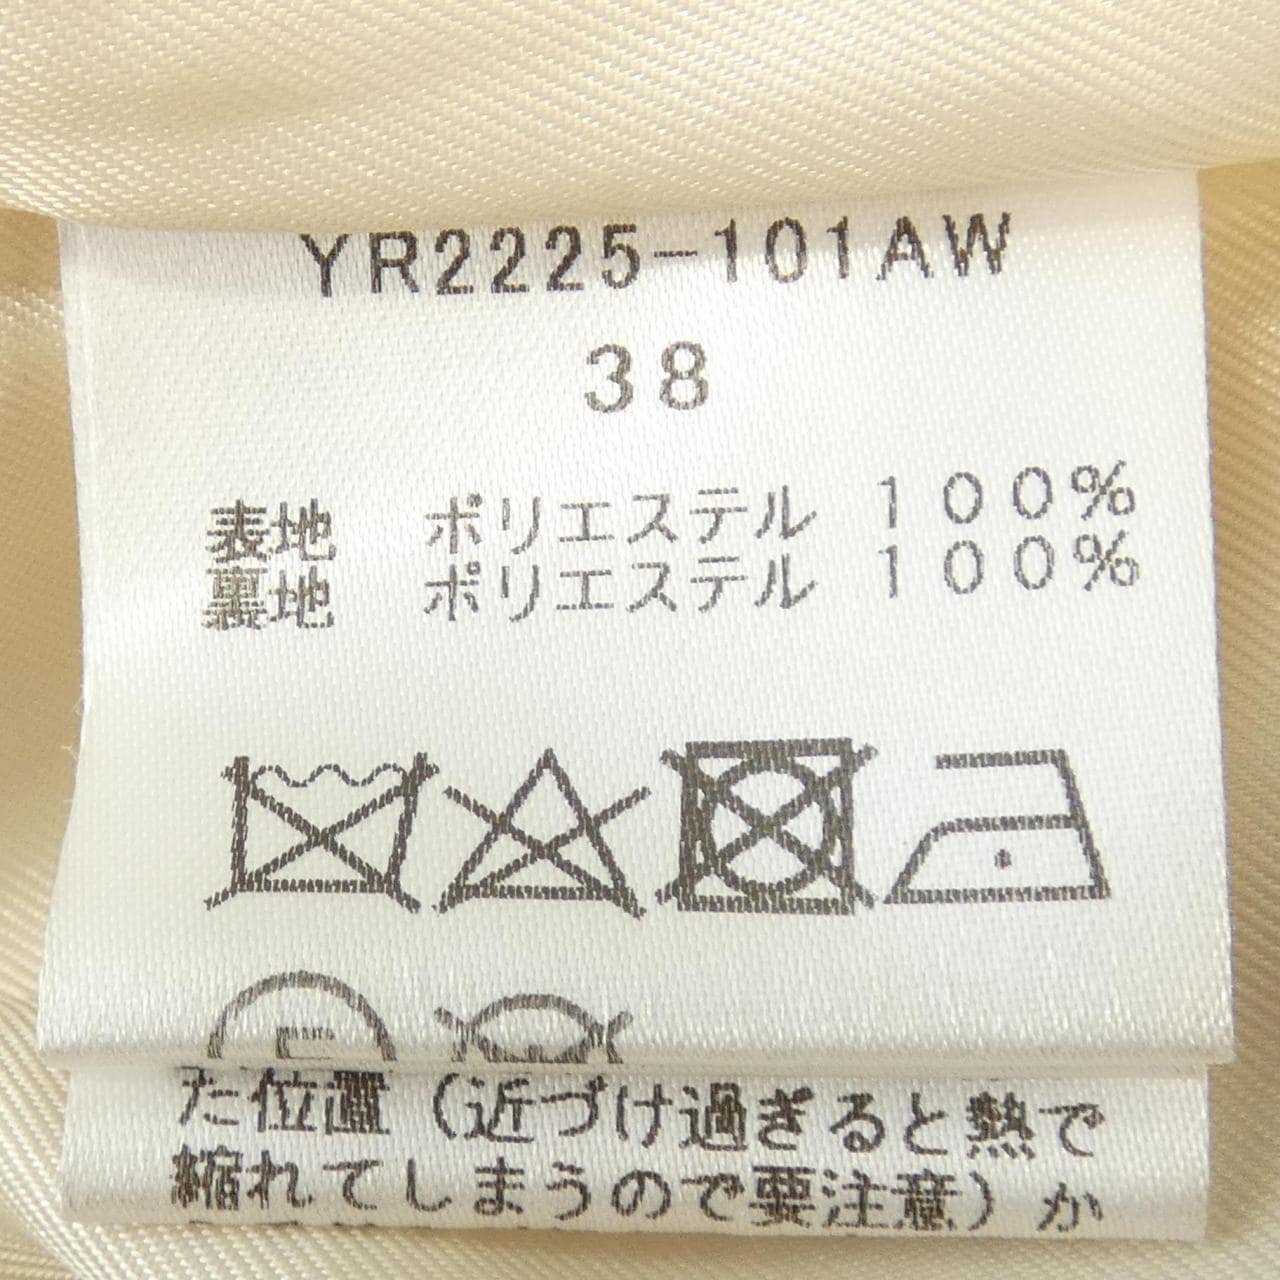 YR2225-101AW
38
表地 ポリエステル 100%
裏地 ポリエステル 100%
た位置(近づけ過ぎると熱で
縮れてしまうので要注意)か